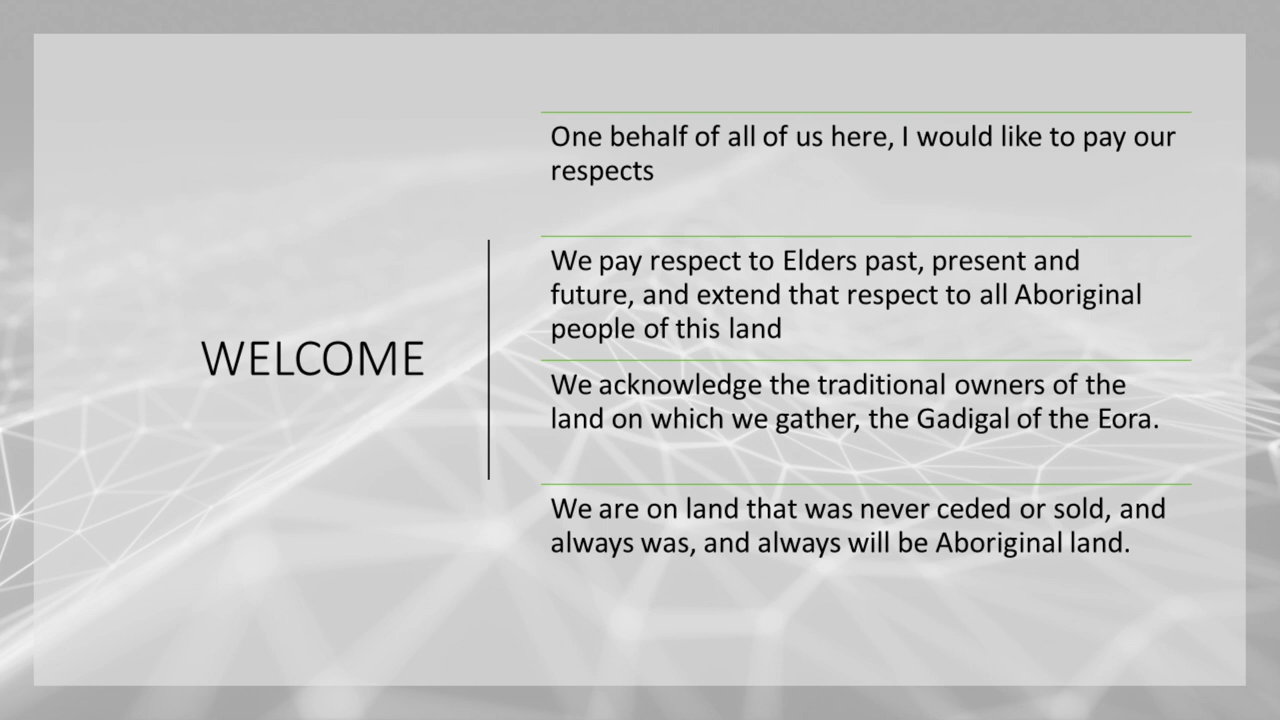 WELCOME
One behalf of all of us here, I would like to pay our
respects
We pay respect to Elders past, present and
future, and extend that respect to all Aboriginal
people of this land
We acknowledge the traditional owners of the
land on which we gather, the Gadigal of the Eora.
We are on land that was never ceded or sold, and
always was, and always will be Aboriginal land.